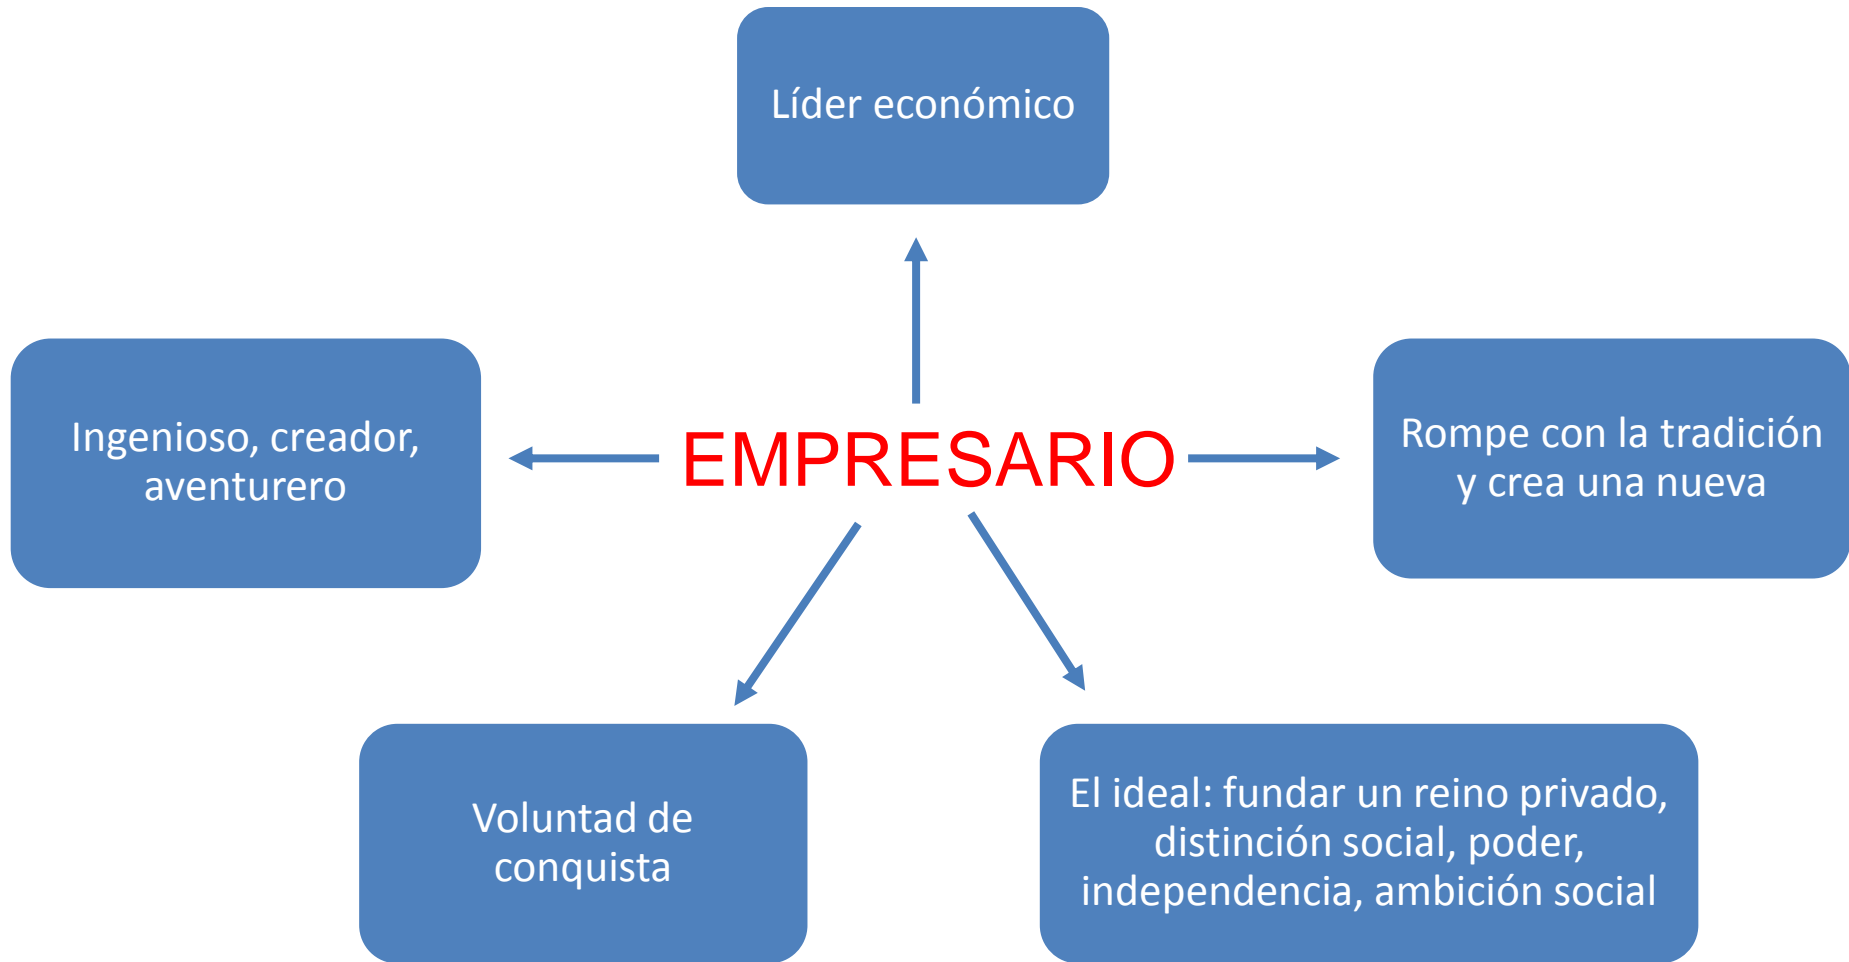 Líder económico
Ingenioso, creador,
aventurero
EMPRESARIO
Rompe con la tradición
y crea una nueva
Voluntad de
conquista
El ideal: fundar un reino privado,
distinción social, poder,
independencia, ambición social